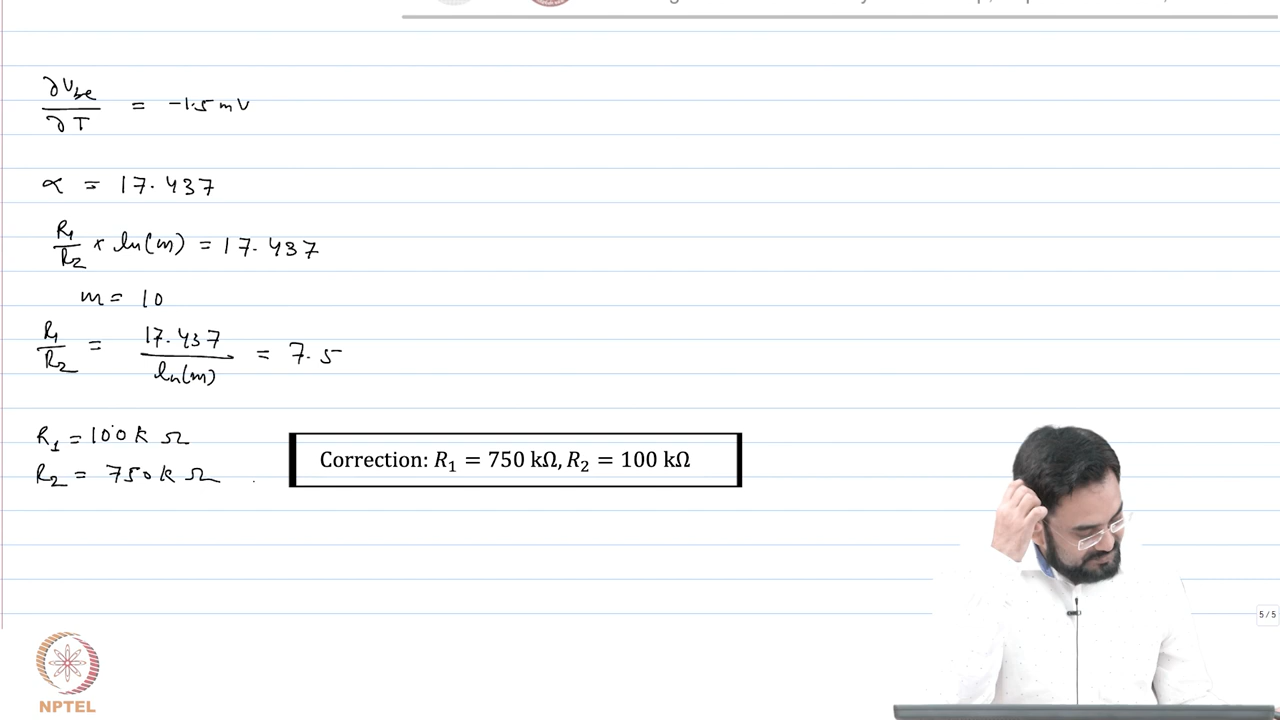 ∂Vbe/∂T = -1.5 mV
α = 17.437
R1/R2 × ln(m) = 17.437
m = 10
R1/R2 = 17.437/ln(m) = 7.5
R1 = 100 k Ω
R2 = 750 k Ω
Correction: R1 = 750 kΩ, R2 = 100 kΩ
5 / 5
NPTEL